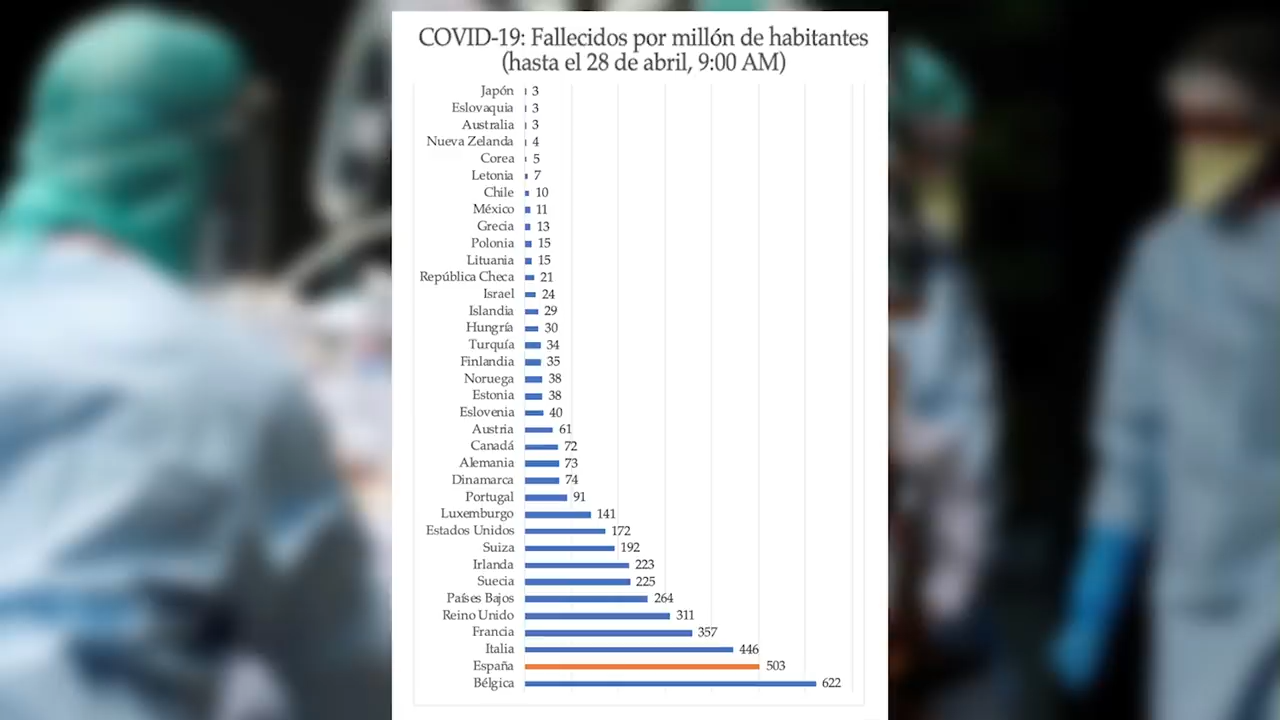 COVID-19: Fallecidos por millón de habitantes
(hasta el 28 de abril, 9:00 AM)
Japón 3
Eslovaquia 3
Australia 3
Nueva Zelanda 4
Corea 5
Letonia 7
Chile 10
México 11
Grecia 13
Polonia 15
Lituania 15
República Checa 21
Israel 24
Islandia 29
Hungría 30
Turquía 34
Finlandia 35
Noruega 38
Estonia 38
Eslovenia 40
Austria 61
Canadá 72
Alemania 73
Dinamarca 74
Portugal 91
Luxemburgo 141
Estados Unidos 172
Suiza 192
Irlanda 223
Suecia 225
Países Bajos 264
Reino Unido 311
Francia 357
Italia 446
España 503
Bélgica 622